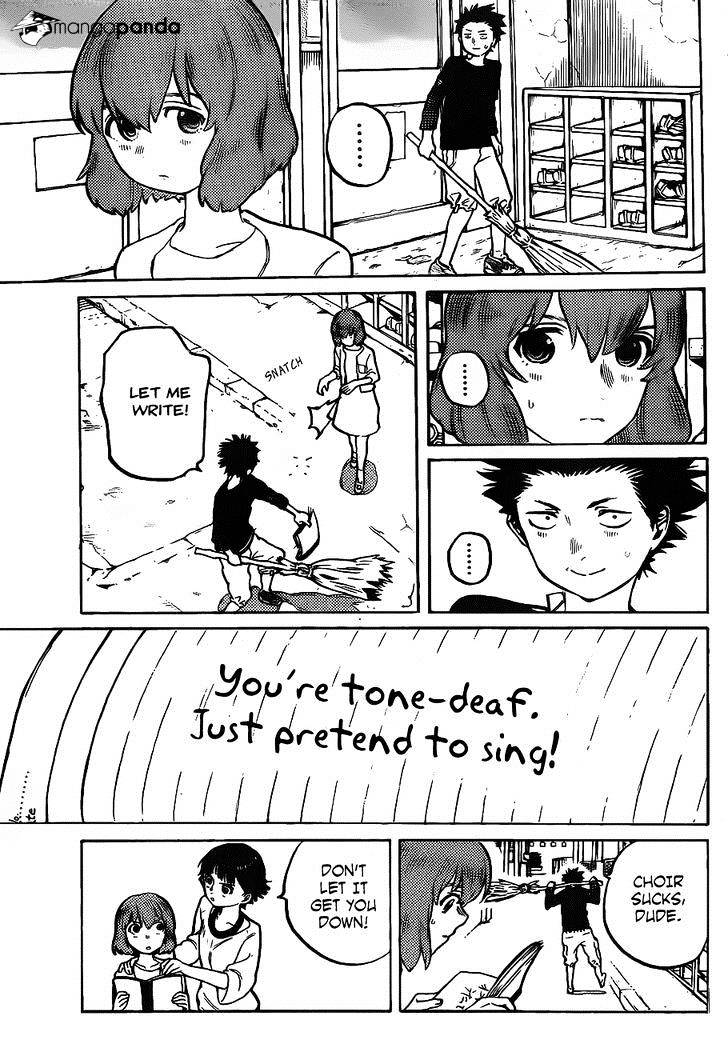 mangapanda
......
......
LET ME
WRITE!
SNATCH
......
You're tone-deaf.
Just pretend to sing!
CHOIR
SUCKS,
DUDE.
DON'T
LET IT
GET YOU
DOWN!